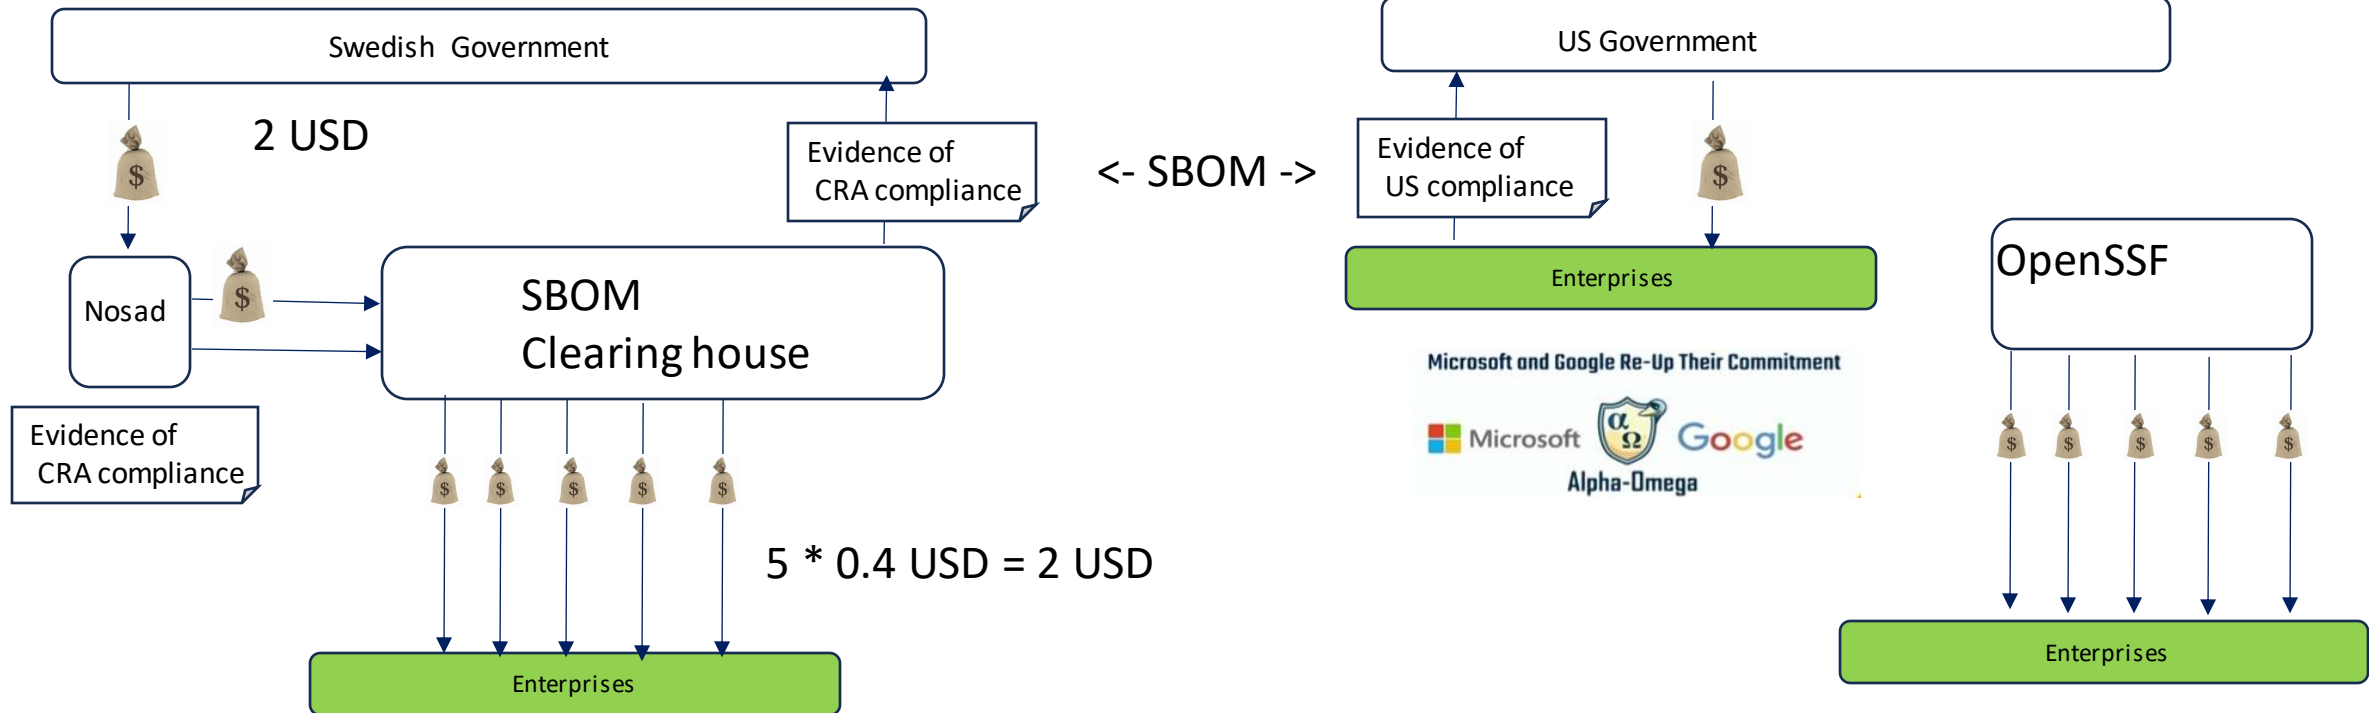 Swedish Government
US Government
2 USD
Evidence of
CRA compliance
<- SBOM ->
Evidence of
US compliance
$
$
$
Nosad
SBOM
Clearing house
Enterprises
OpenSSF
Microsoft and Google Re-Up Their Commitment
Microsoft
α
Ω
Google
Alpha-Omega
Evidence of
CRA compliance
$ $ $ $ $
$ $ $ $ $
5 * 0.4 USD = 2 USD
Enterprises
Enterprises